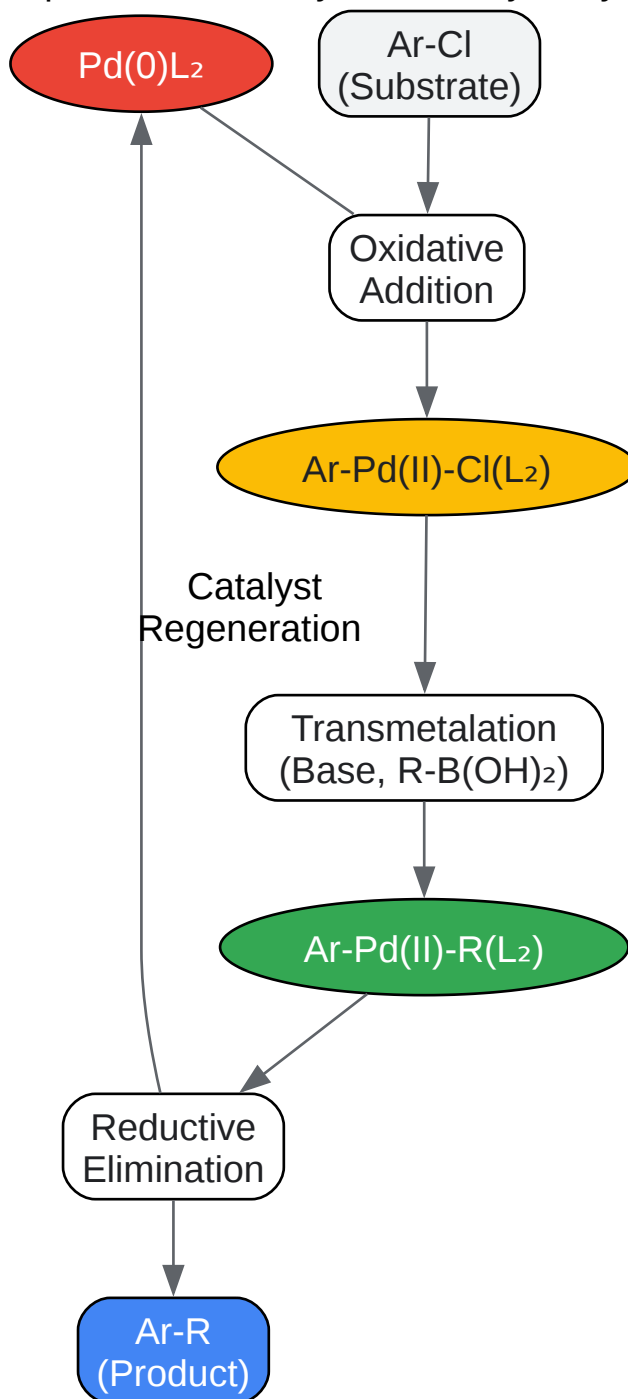 Pd(0)L₂
Ar-Cl
(Substrate)
Oxidative
Addition
Ar-Pd(II)-Cl(L₂)
Catalyst
Regeneration
Transmetalation
(Base, R-B(OH)₂)
Ar-Pd(II)-R(L₂)
Reductive
Elimination
Ar-R
(Product)